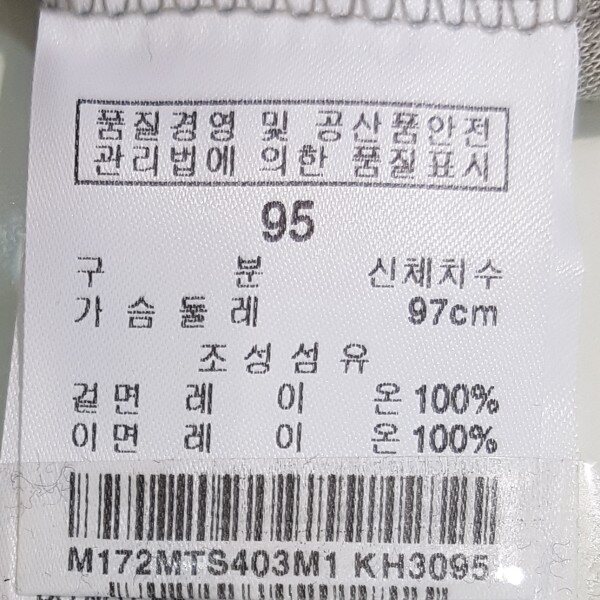 품질경영 및 공산품안전
관리법에 의한 품질표시
95
구 분 신체치수
가슴둘레 97cm
조성섬유
겉면 레 이 온 100%
이면 레 이 온 100%
M172MTS403M1 KH3095